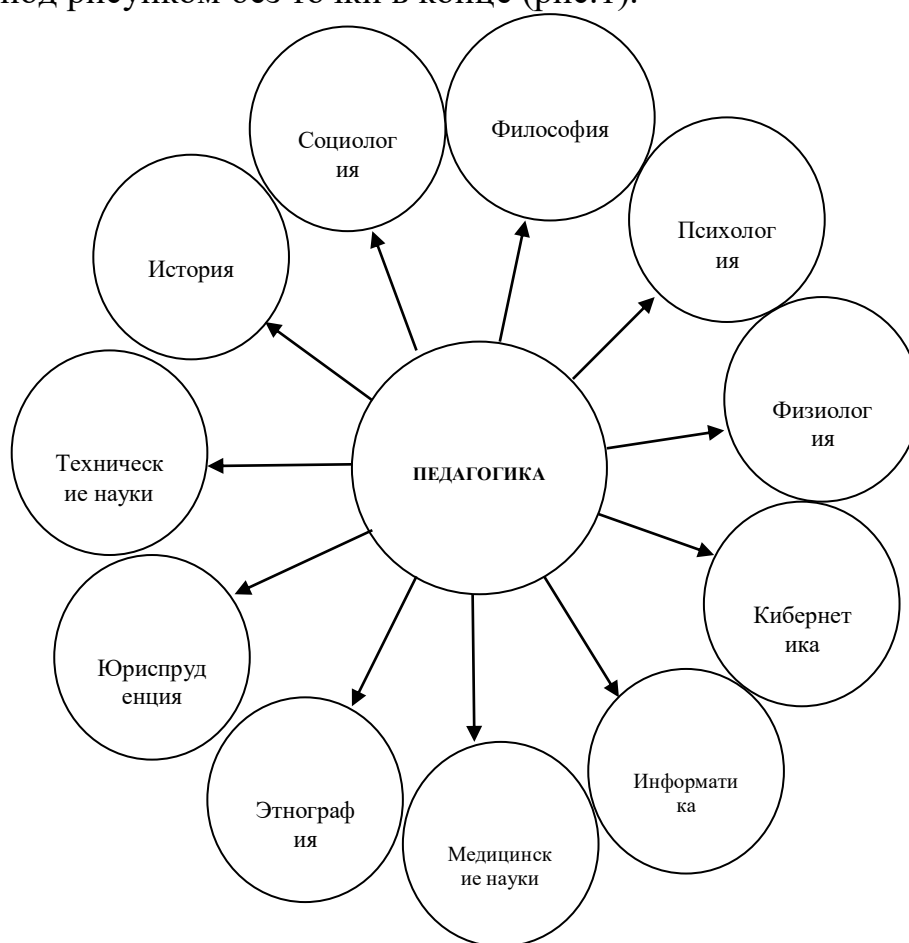 под рисунком без точки в конце (рис.1).
Философия
Социолог
ия
Психолог
ия
История
Физиолог
ия
Техническ
ие науки
ПЕДАГОГИКА
Кибернет
ика
Юриспруд
енция
Информати
ка
Этнограф
ия
Медицинск
ие науки